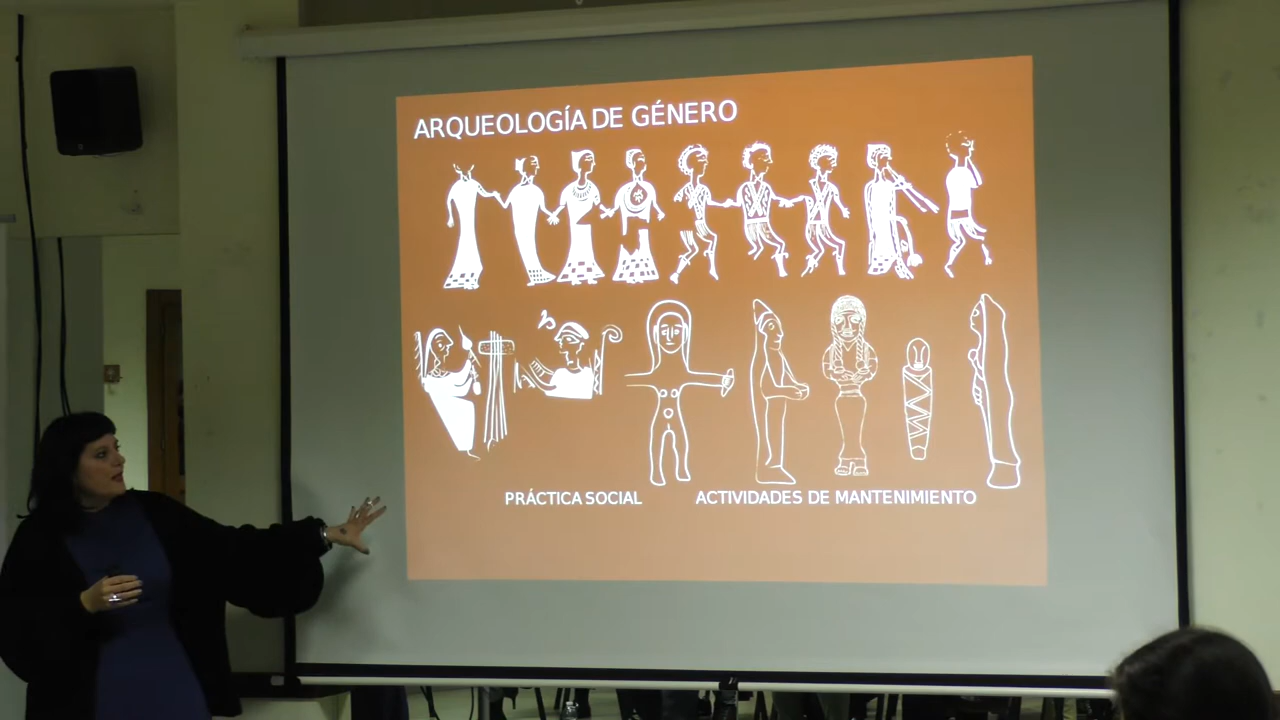 ARQUEOLOGÍA DE GÉNERO
PRÁCTICA SOCIAL
ACTIVIDADES DE MANTENIMIENTO